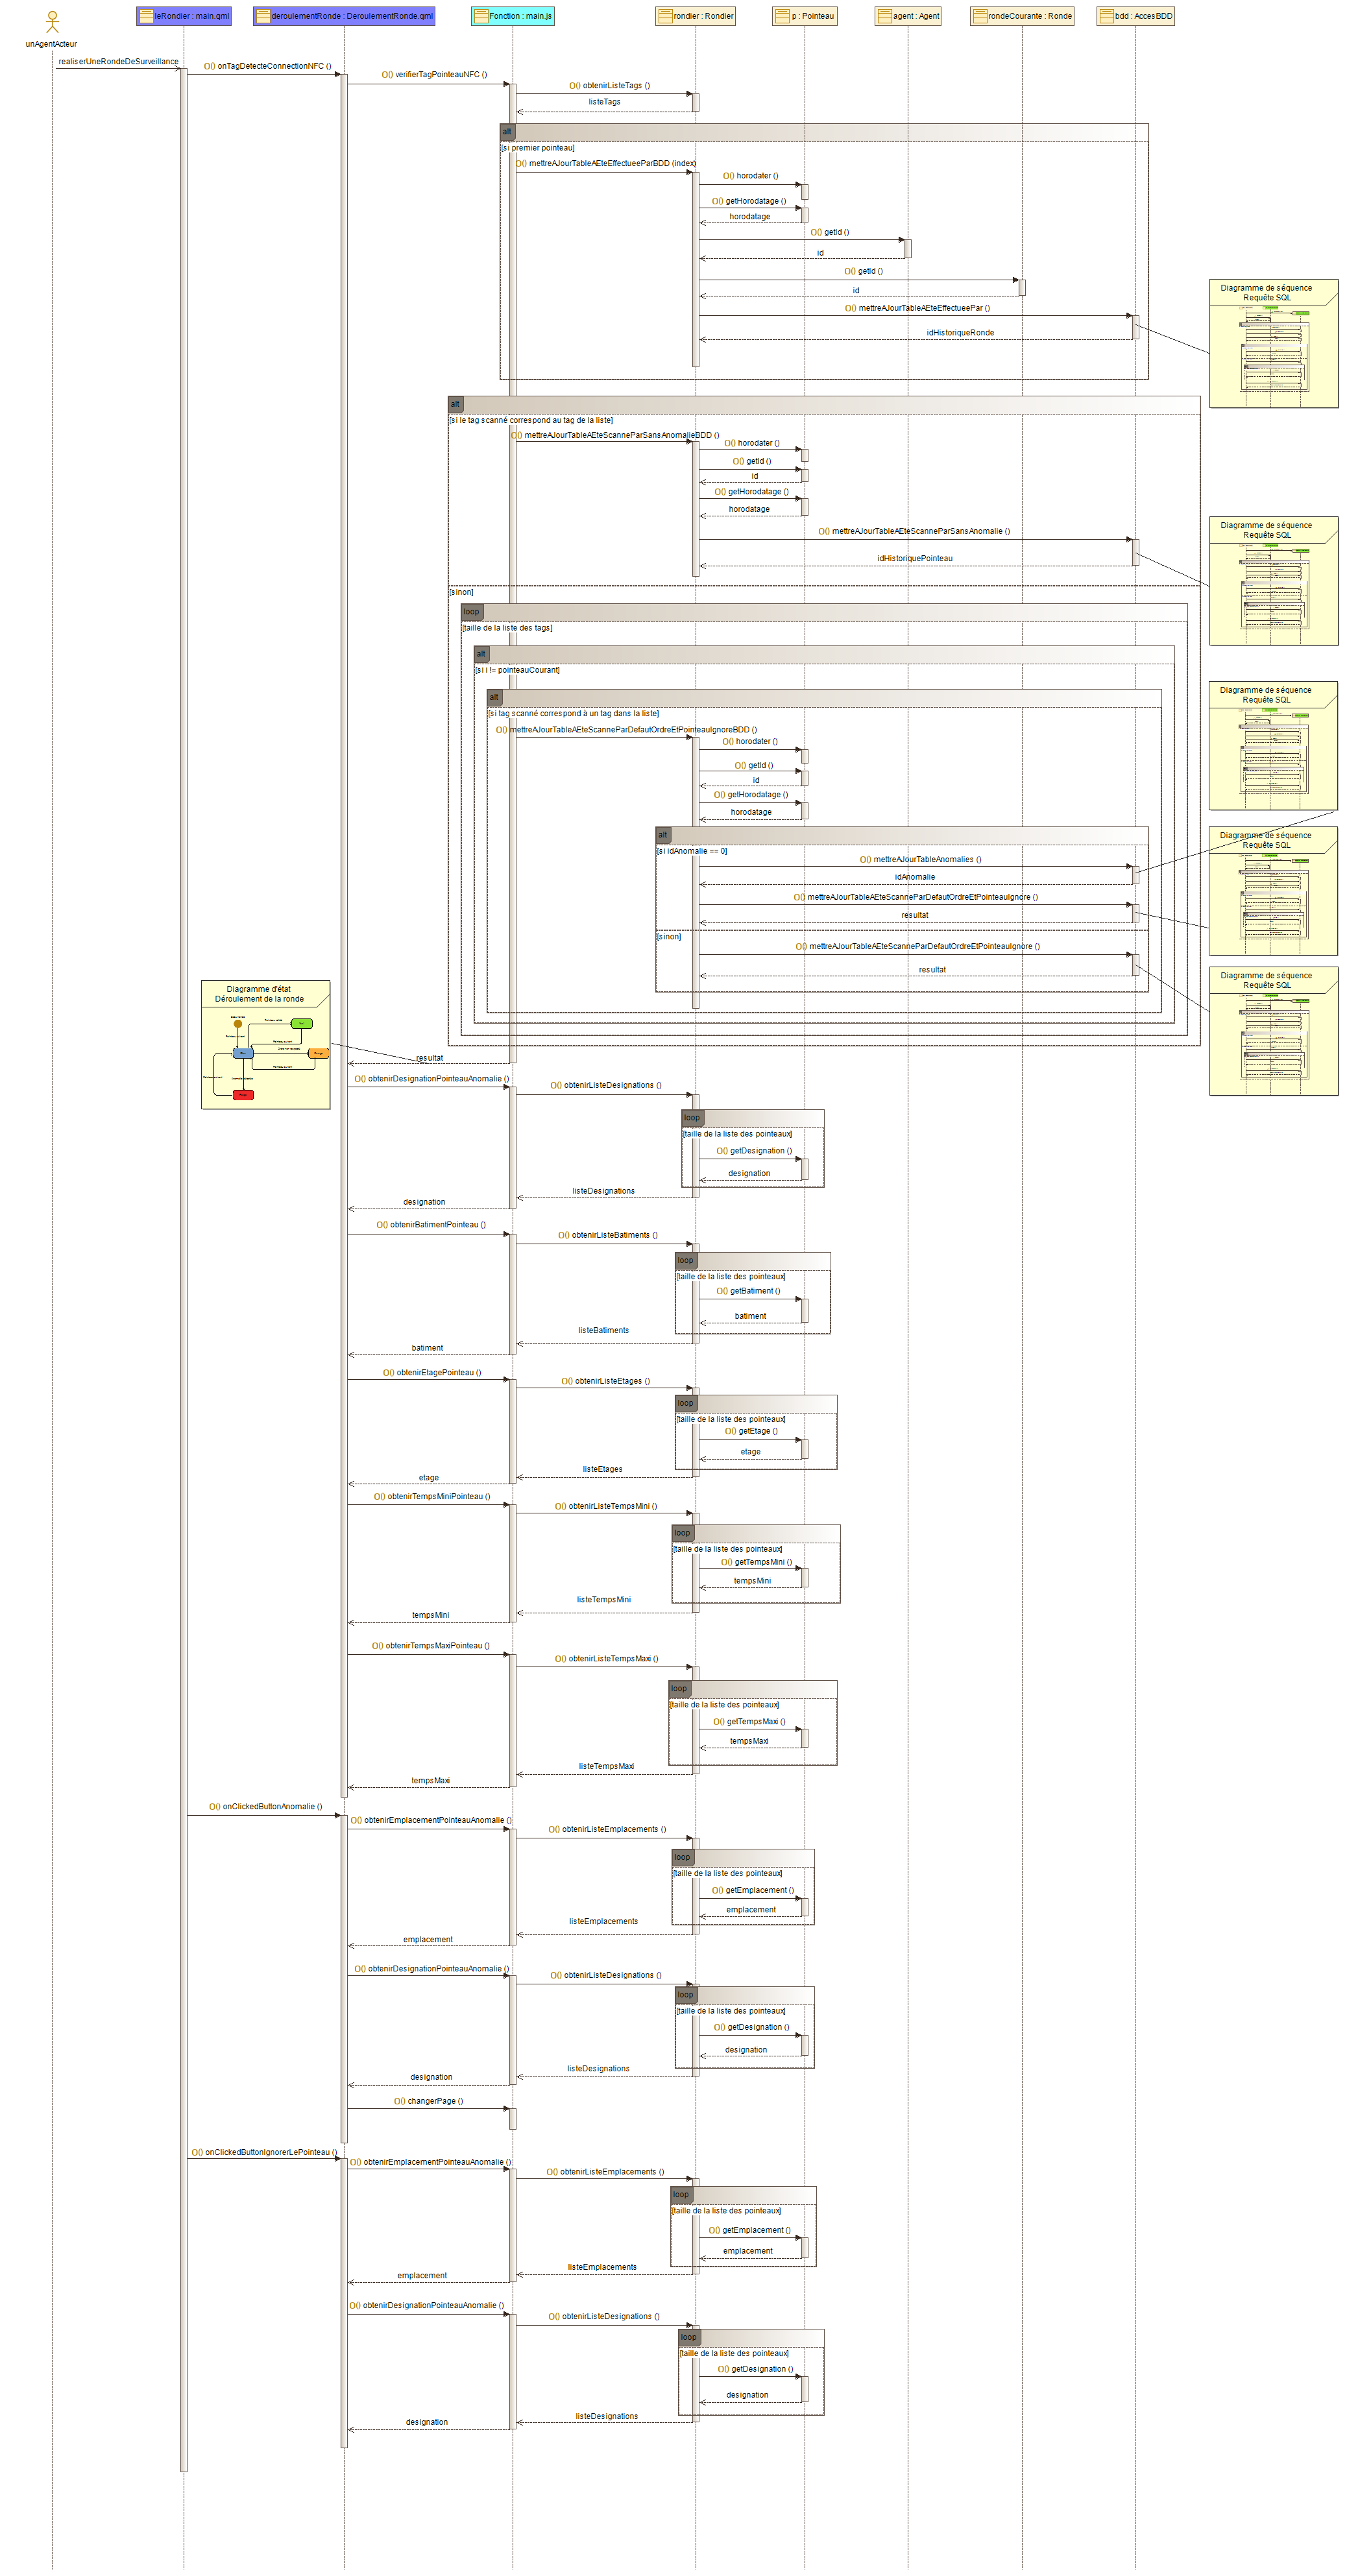 leRondier : main.qml
deroulementRonde : DeroulementRonde.qml
Fonction : main.js
rondier : Rondier
p : Pointeau
agent : Agent
rondeCourante : Ronde
bdd : AccesBDD
unAgentActeur
realiserUneRondeDeSurveillance
O() onTagDetecteConnectionNFC ()
O() verifierTagPointeauNFC ()
O() obtenirListeTags ()
listeTags
alt
[si premier pointeau]
O() mettreAJourTableAEteEffectueeParBDD (index)
O() horodater ()
O() getHorodatage ()
horodatage
O() getId ()
id
O() getId ()
id
O() mettreAJourTableAEteEffectueePar ()
idHistoriqueRonde
Diagramme de séquence
Requête SQL
alt
[si le tag scanné correspond au tag de la liste]
O() mettreAJourTableAEteScanneParSansAnomalieBDD ()
O() horodater ()
O() getId ()
id
O() getHorodatage ()
horodatage
O() mettreAJourTableAEteScanneParSansAnomalie ()
idHistoriquePointeau
Diagramme de séquence
Requête SQL
[sinon]
loop
[taille de la liste des tags]
alt
[si i != pointeauCourant]
alt
[si tag scanné correspond à un tag dans la liste]
O() mettreAJourTableAEteScanneParDefautOrdreEtPointeauIgnoreBDD ()
O() horodater ()
O() getId ()
id
O() getHorodatage ()
horodatage
Diagramme de séquence
Requête SQL
alt
[si idAnomalie == 0]
O() mettreAJourTableAnomalies ()
idAnomalie
O() mettreAJourTableAEteScanneParDefautOrdreEtPointeauIgnore ()
resultat
Diagramme de séquence
Requête SQL
[sinon]
O() mettreAJourTableAEteScanneParDefautOrdreEtPointeauIgnore ()
resultat
Diagramme de séquence
Requête SQL
Diagramme d'état
Déroulement de la ronde
resultat
O() obtenirDesignationPointeauAnomalie ()
O() obtenirListeDesignations ()
loop
[taille de la liste des pointeaux]
O() getDesignation ()
designation
listeDesignations
designation
O() obtenirBatimentPointeau ()
O() obtenirListeBatiments ()
loop
[taille de la liste des pointeaux]
O() getBatiment ()
batiment
listeBatiments
batiment
O() obtenirEtagePointeau ()
O() obtenirListeEtages ()
loop
[taille de la liste des pointeaux]
O() getEtage ()
etage
listeEtages
etage
O() obtenirTempsMiniPointeau ()
O() obtenirListeTempsMini ()
loop
[taille de la liste des pointeaux]
O() getTempsMini ()
tempsMini
listeTempsMini
tempsMini
O() obtenirTempsMaxiPointeau ()
O() obtenirListeTempsMaxi ()
loop
[taille de la liste des pointeaux]
O() getTempsMaxi ()
tempsMaxi
listeTempsMaxi
tempsMaxi
O() onClickedButtonAnomalie ()
O() obtenirEmplacementPointeauAnomalie ()
O() obtenirListeEmplacements ()
loop
[taille de la liste des pointeaux]
O() getEmplacement ()
emplacement
listeEmplacements
emplacement
O() obtenirDesignationPointeauAnomalie ()
O() obtenirListeDesignations ()
loop
[taille de la liste des pointeaux]
O() getDesignation ()
designation
listeDesignations
designation
O() changerPage ()
O() onClickedButtonIgnorerLePointeau ()
O() obtenirEmplacementPointeauAnomalie ()
O() obtenirListeEmplacements ()
loop
[taille de la liste des pointeaux]
O() getEmplacement ()
emplacement
listeEmplacements
emplacement
O() obtenirDesignationPointeauAnomalie ()
O() obtenirListeDesignations ()
loop
[taille de la liste des pointeaux]
O() getDesignation ()
designation
listeDesignations
designation